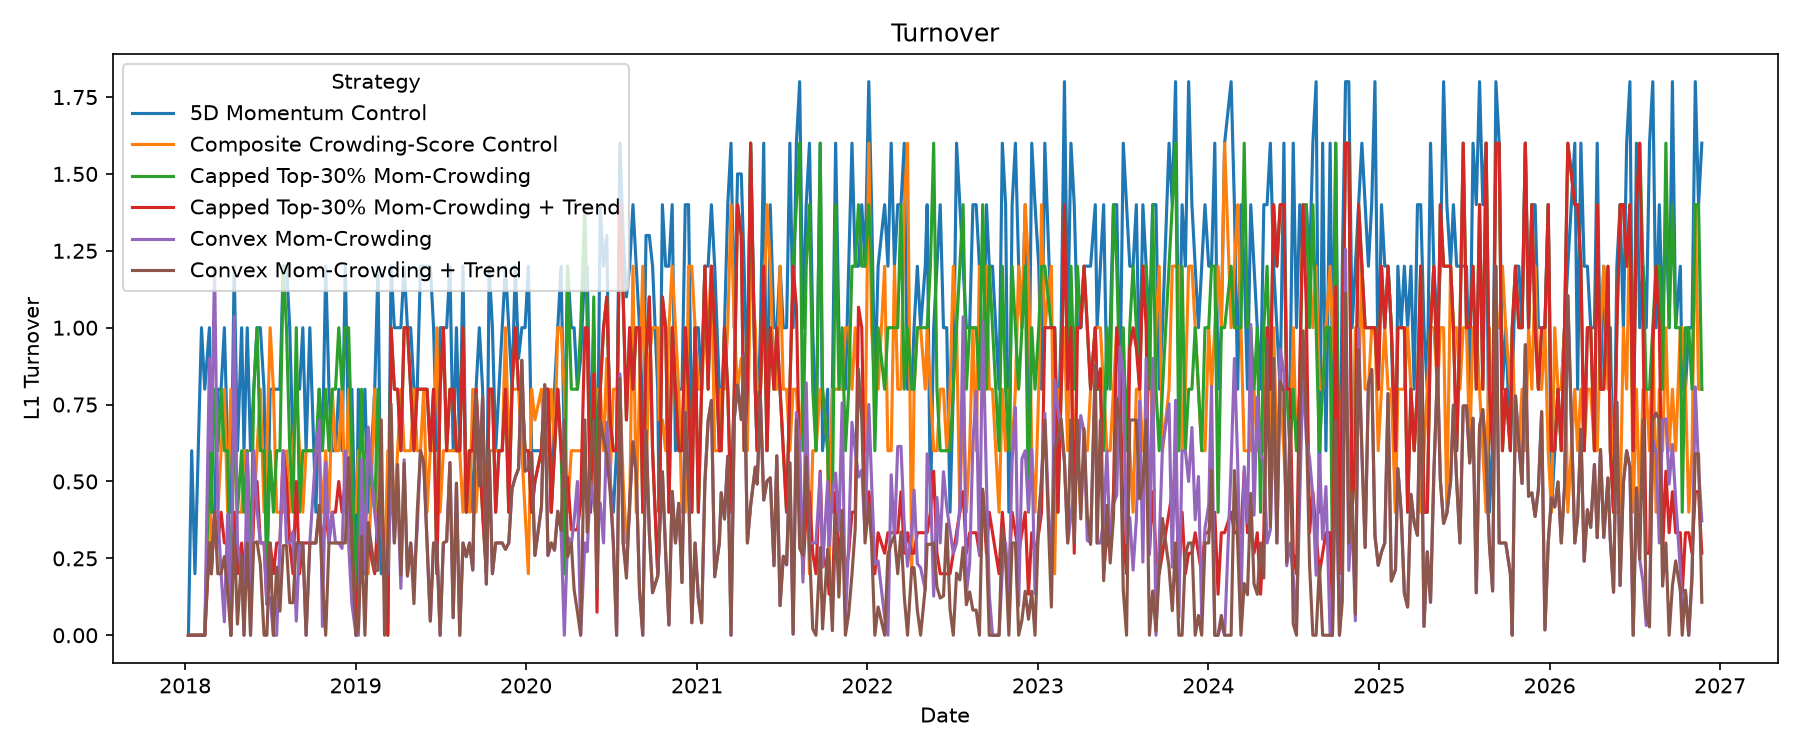 Turnover
Strategy
5D Momentum Control
Composite Crowding-Score Control
Capped Top-30% Mom-Crowding
Capped Top-30% Mom-Crowding + Trend
Convex Mom-Crowding
Convex Mom-Crowding + Trend
L1 Turnover
1.75
1.50
1.25
1.00
0.75
0.50
0.25
0.00
2018 2019 2020 2021 2022 2023 2024 2025 2026 2027
Date